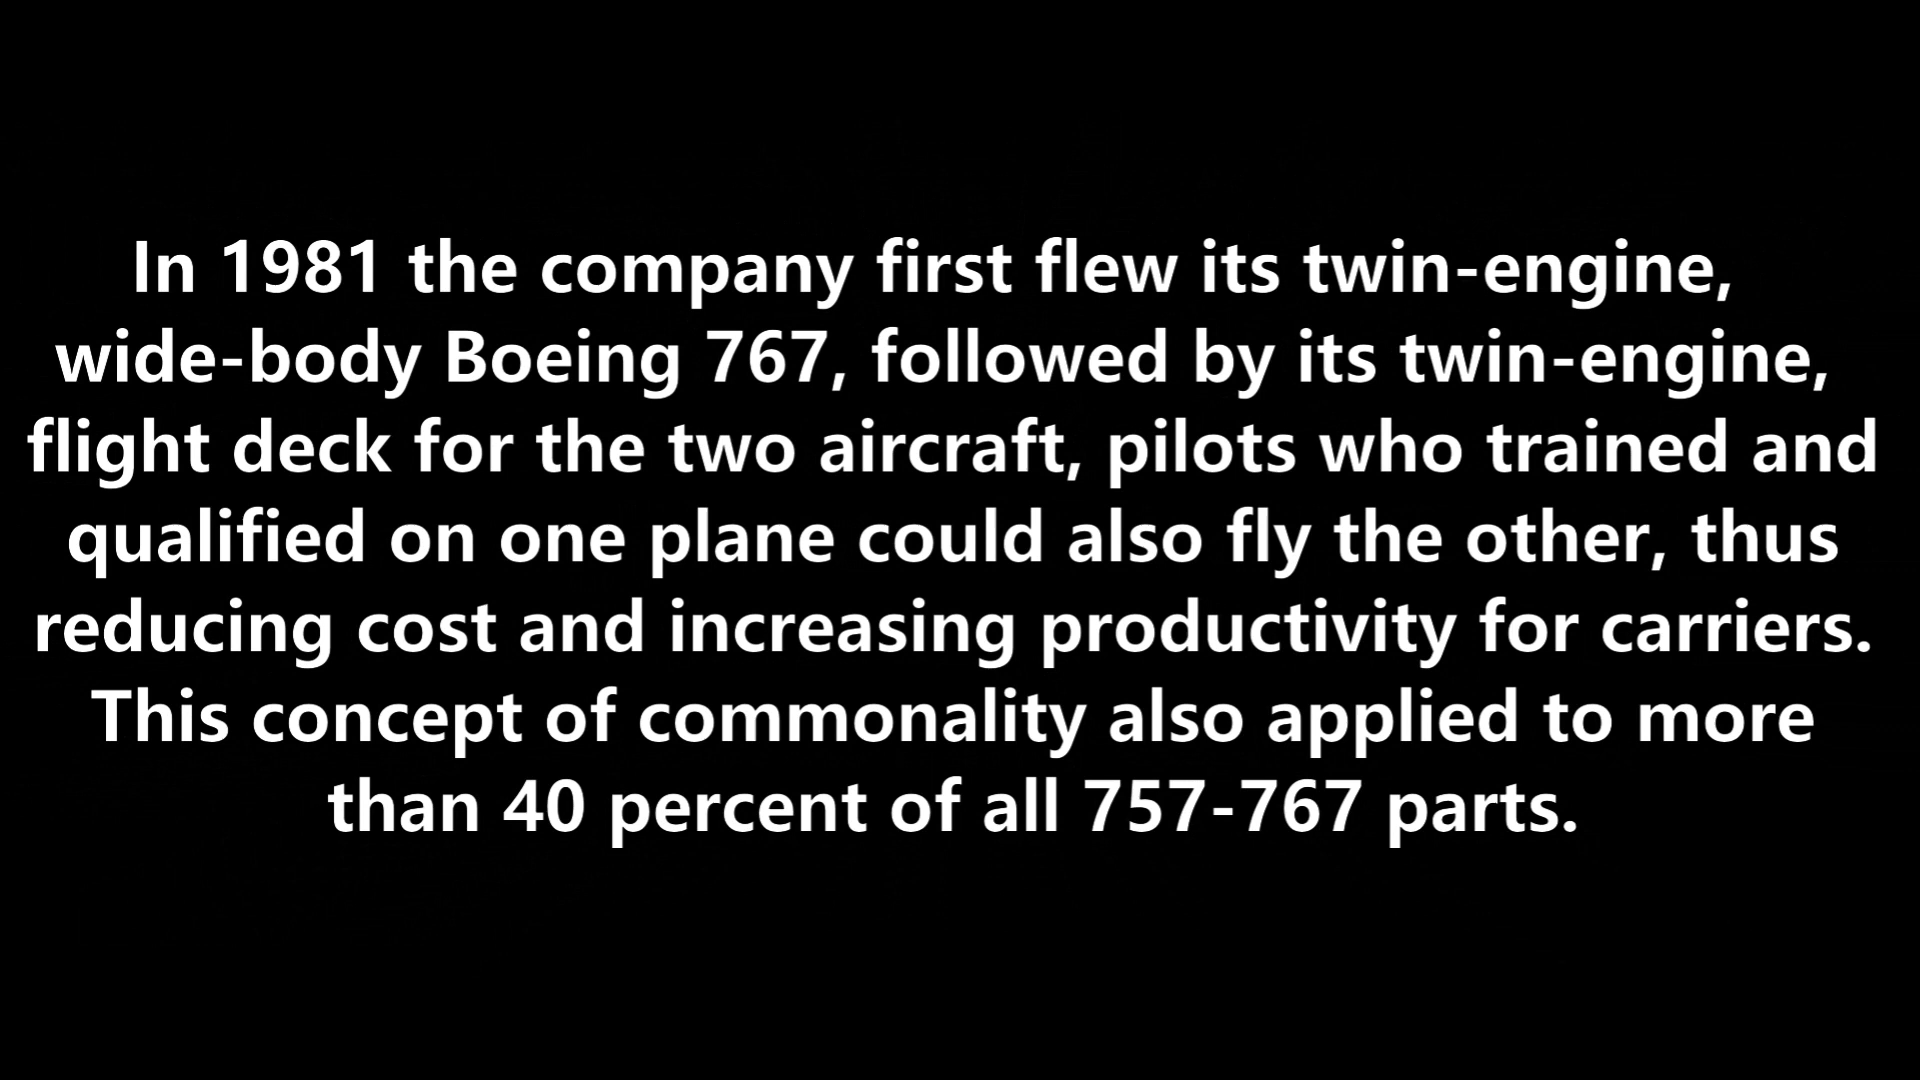 In 1981 the company first flew its twin-engine,
wide-body Boeing 767, followed by its twin-engine,
flight deck for the two aircraft, pilots who trained and
qualified on one plane could also fly the other, thus
reducing cost and increasing productivity for carriers.
This concept of commonality also applied to more
than 40 percent of all 757-767 parts.